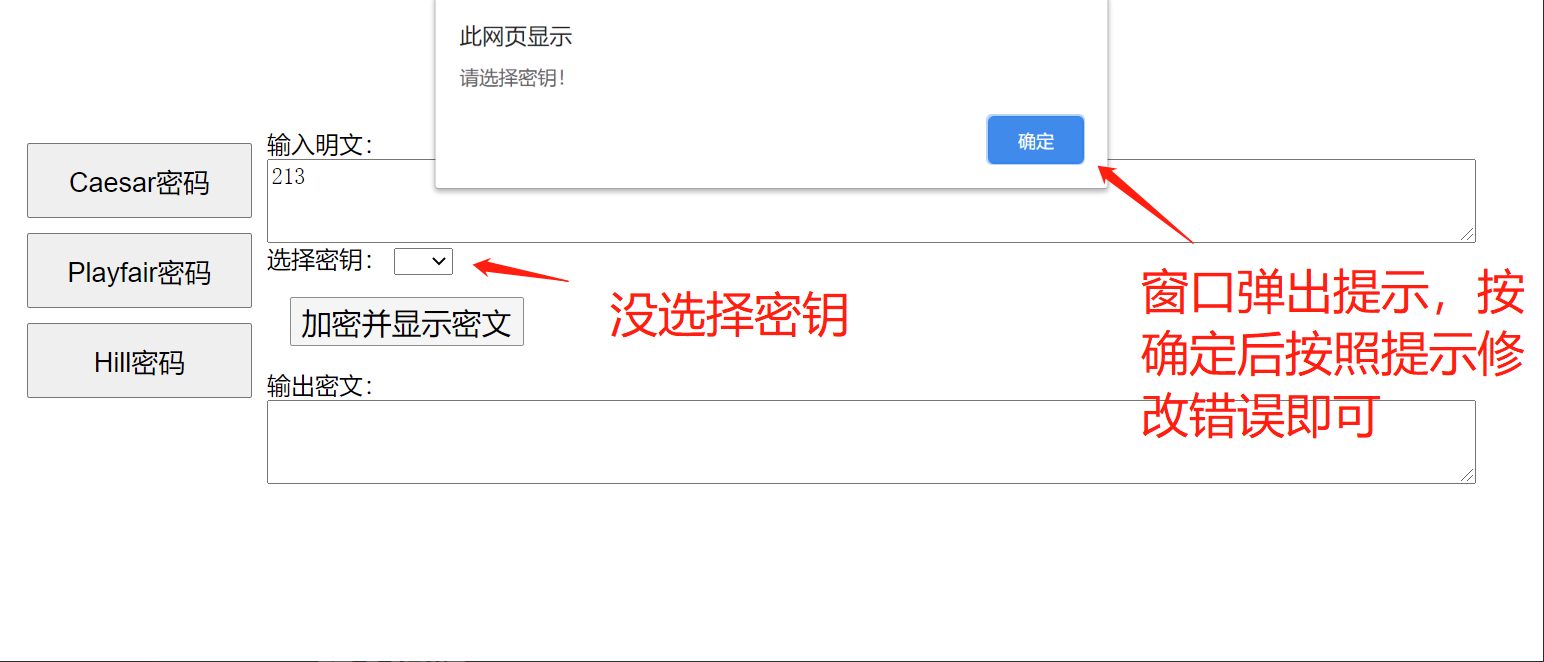 此网页显示
请选择密钥！
确定
输入明文：
213
Caesar密码
Playfair密码
Hill密码
选择密钥：
加密并显示密文
没选择密钥
输出密文：
窗口弹出提示，按
确定后按照提示修
改错误即可